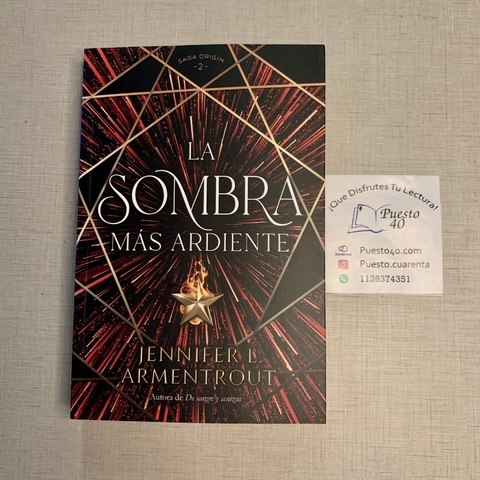 SAGA ORIGIN
-2-
LA
SOMBRA
MÁS ARDIENTE
JENNIFER L.
ARMENTROUT
Autora de De sangre y cenizas
¡Que Disfrutes Tu Lectura!
Puesto
40
Puesto40.com
Puesto.cuarenta
1136374351